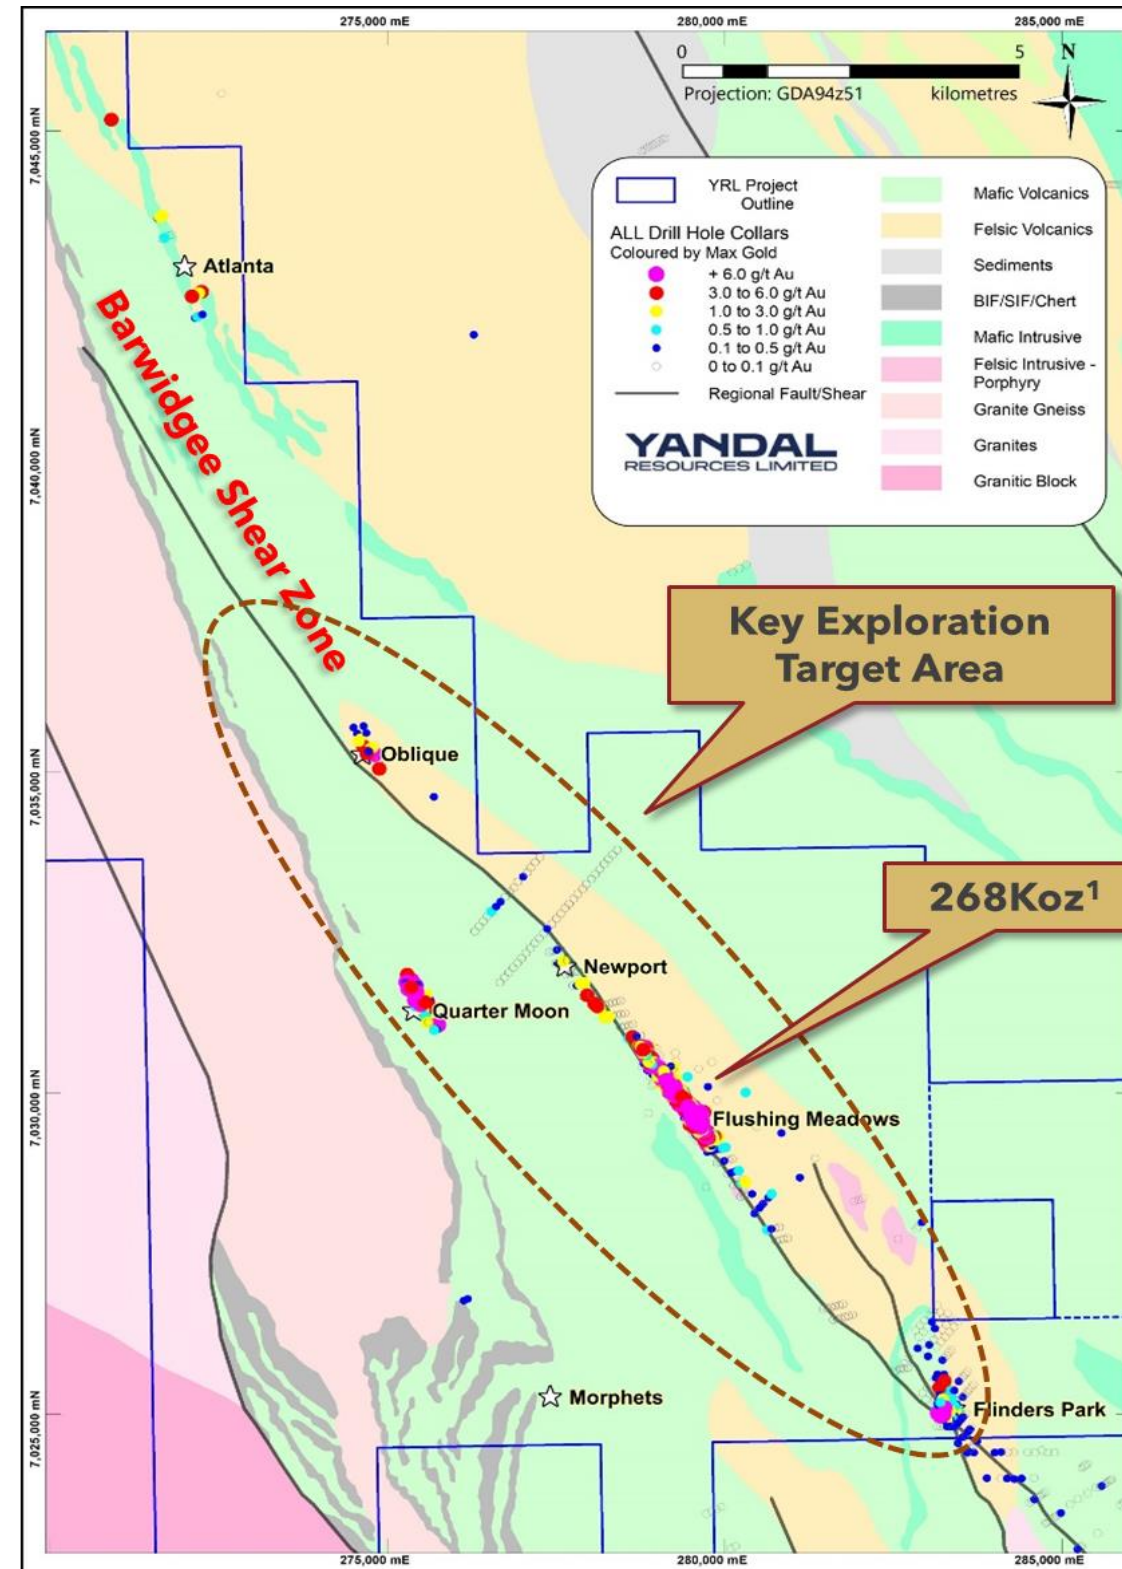 275,000 mE
280,000 mE
285,000 mE
0
5
N
Projection: GDA94z51
kilometres
7,045,000 mN
YRL Project
Outline
ALL Drill Hole Collars
Coloured by Max Gold
+ 6.0 g/t Au
3.0 to 6.0 g/t Au
1.0 to 3.0 g/t Au
0.5 to 1.0 g/t Au
0.1 to 0.5 g/t Au
0 to 0.1 g/t Au
Regional Fault/Shear
YANDAL
RESOURCES LIMITED
Mafic Volcanics
Felsic Volcanics
Sediments
BIF/SIF/Chert
Mafic Intrusive
Felsic Intrusive -
Porphyry
Granite Gneiss
Granites
Granitic Block
Atlanta
Barwidgee Shear Zone
7,040,000 mN
Key Exploration
Target Area
Oblique
7,035,000 mN
268Koz¹
Newport
Quarter Moon
7,030,000 mN
Flushing Meadows
Morphets
Flinders Park
7,025,000 mN
275,000 mE
280,000 mE
285,000 mE